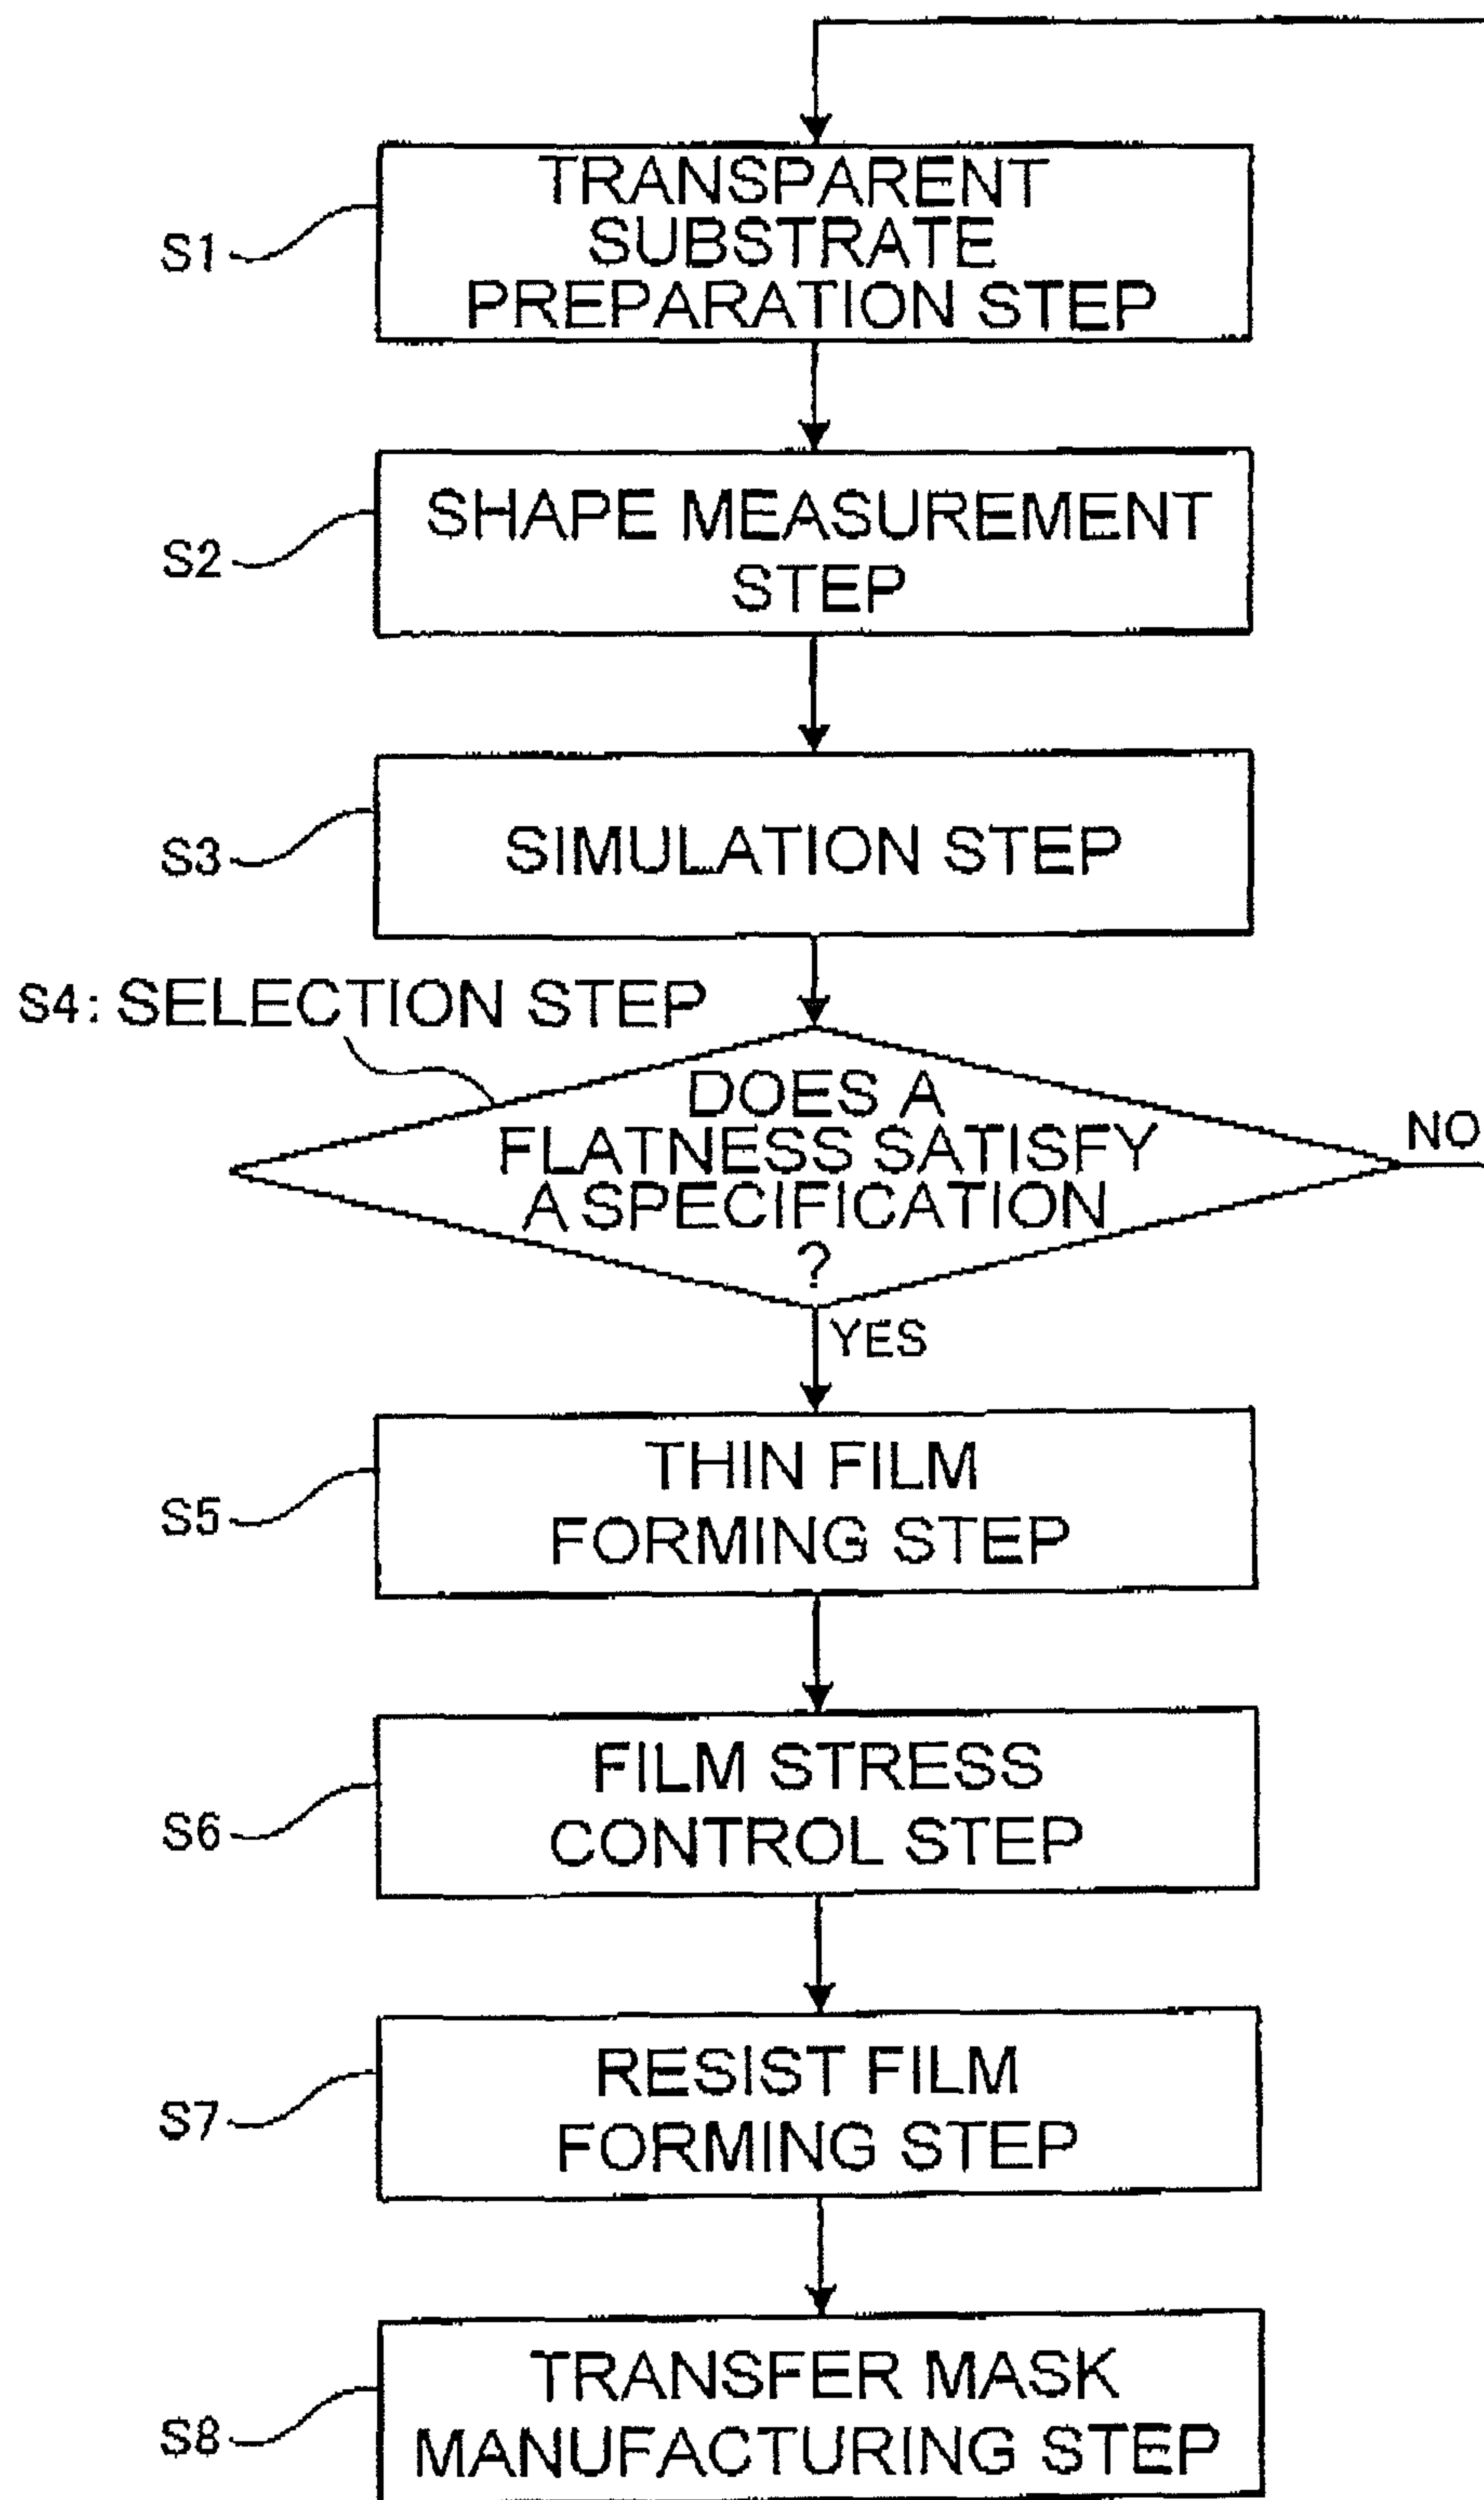 TRANSPARENT
SUBSTRATE
PREPARATION STEP
S1
SHAPE MEASUREMENT
STEP
S2
SIMULATION STEP
S3
S4: SELECTION STEP
DOES A
FLATNESS SATISFY
A SPECIFICATION
?
NO
YES
THIN FILM
FORMING STEP
S5
FILM STRESS
CONTROL STEP
S6
RESIST FILM
FORMING STEP
S7
TRANSFER MASK
MANUFACTURING STEP
S8